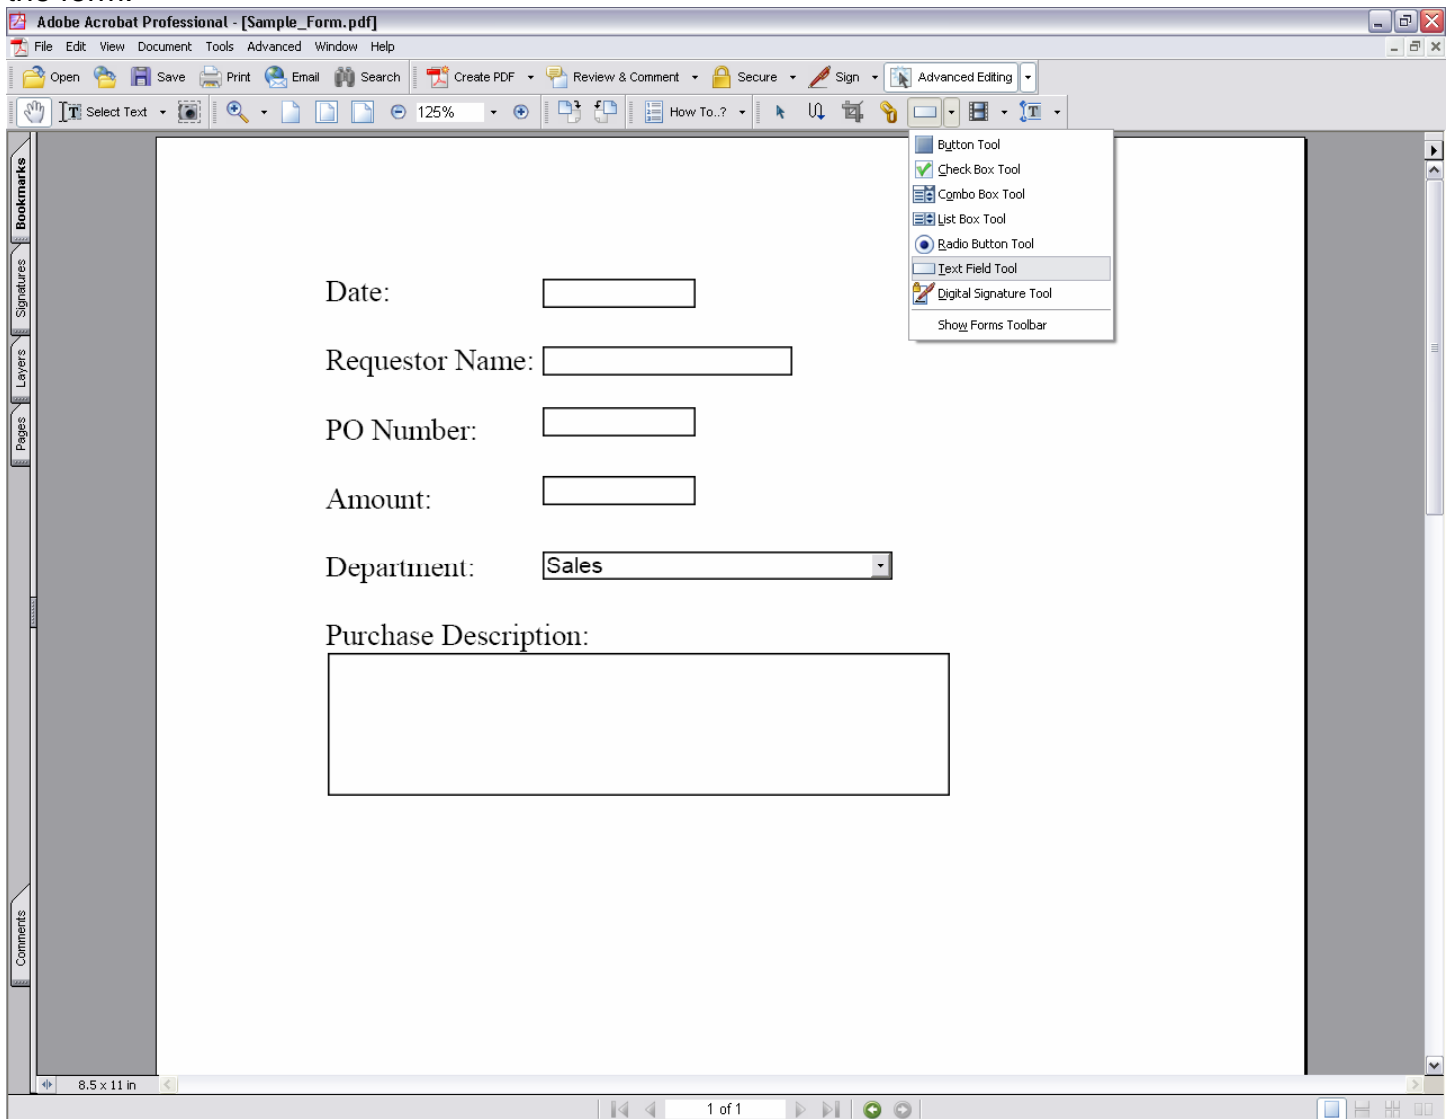 the form.
Adobe Acrobat Professional - [Sample_Form.pdf]
File Edit View Document Tools Advanced Window Help
Open Save Print Email Search Create PDF Review & Comment Secure Sign Advanced Editing
Select Text 125% How To..?
Button Tool
Check Box Tool
Combo Box Tool
List Box Tool
Radio Button Tool
Text Field Tool
Digital Signature Tool
Show Forms Toolbar
Bookmarks
Signatures
Layers
Pages
Comments
Date:
Requestor Name:
PO Number:
Amount:
Department: Sales
Purchase Description:
8.5 x 11 in
1 of 1